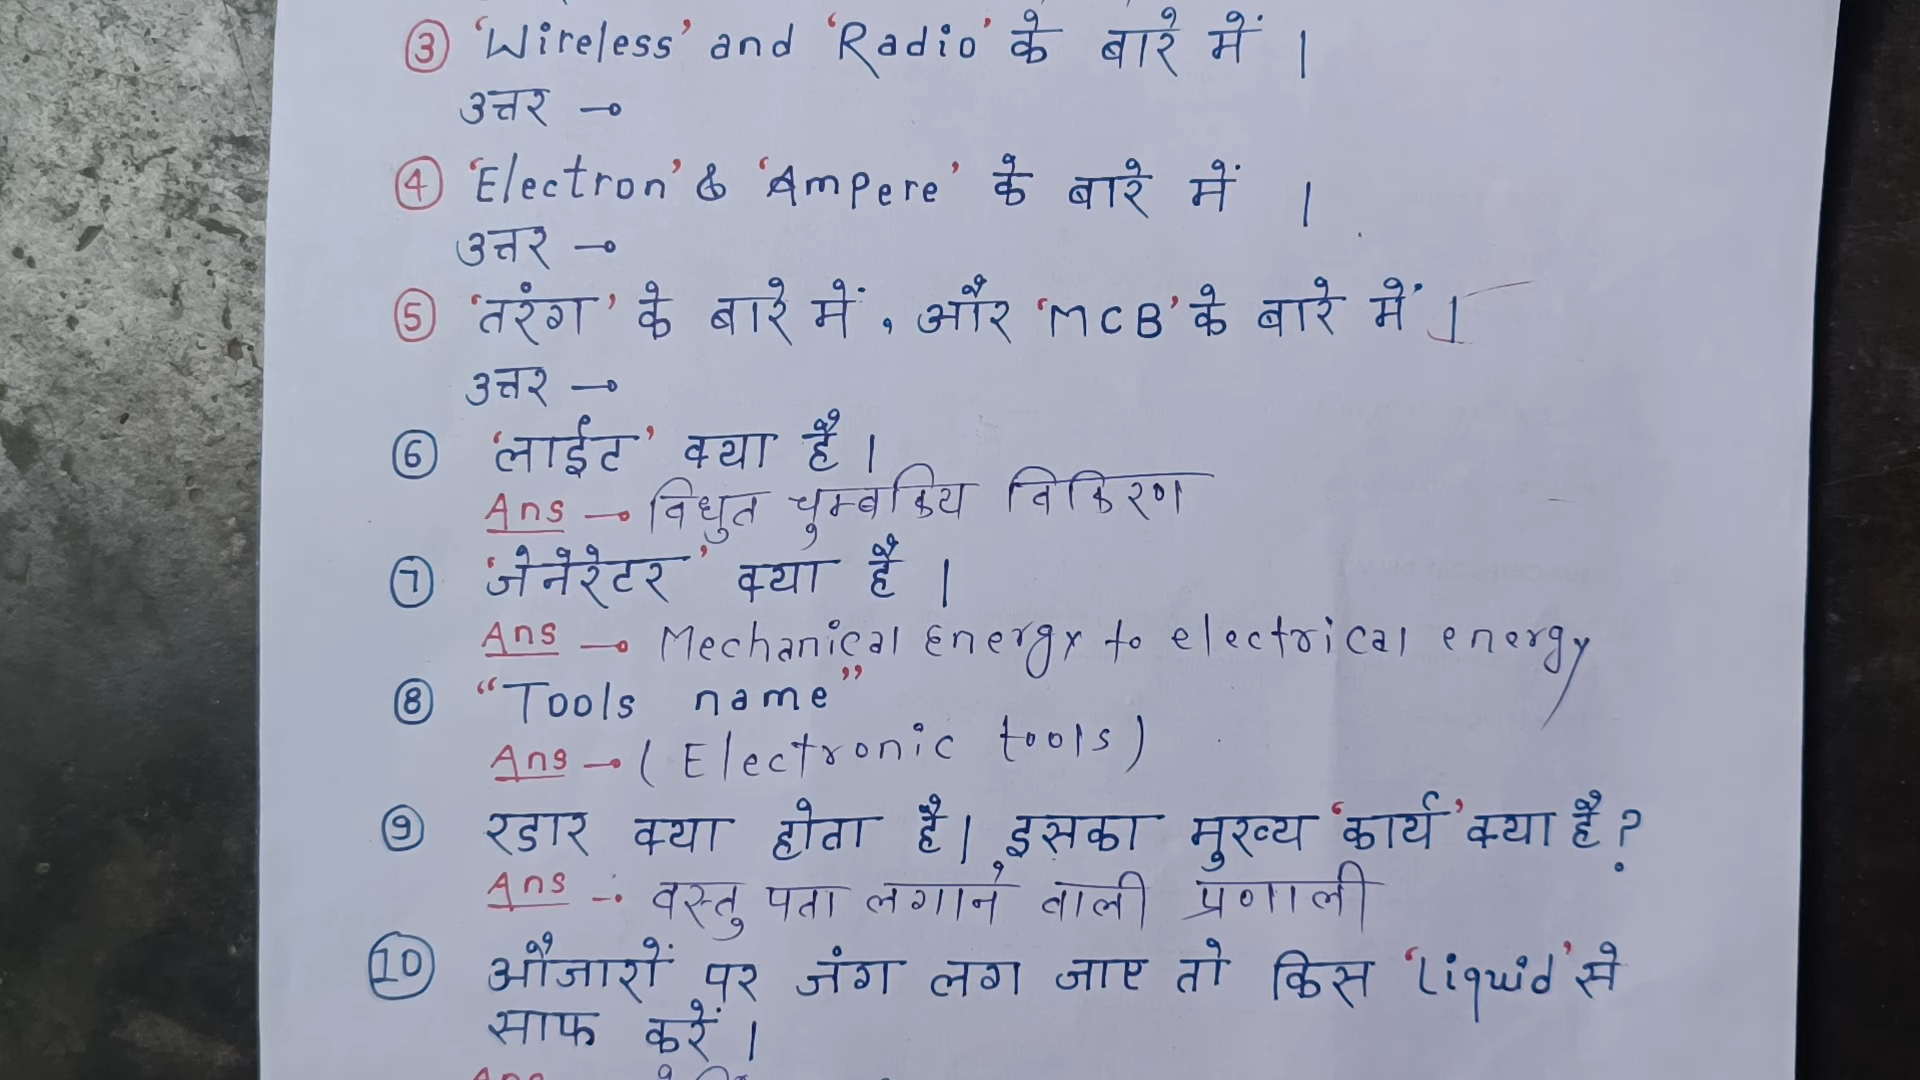 ③ 'Wireless' and 'Radio' के बारे में ।
उत्तर →
④ 'Electron' & 'Ampere' के बारे में ।
उत्तर →
⑤ 'तरंग' के बारे में, और 'MCB' के बारे में ।
उत्तर →
⑥ 'लाईट' क्या है ।
Ans → विधुत चुम्बकिय विकिरण
⑦ 'जेनेरेटर' क्या है ।
Ans → Mechanical Energy to electrical energy
⑧ "Tools name"
Ans → (Electronic tools)
⑨ रडार क्या होता है। इसका मुख्य 'कार्य' क्या है ?
Ans → वस्तु पता लगाने वाली प्रणाली
⑩ औजारों पर जंग लग जाए तो किस 'Liquid' से
साफ करें ।
Ans